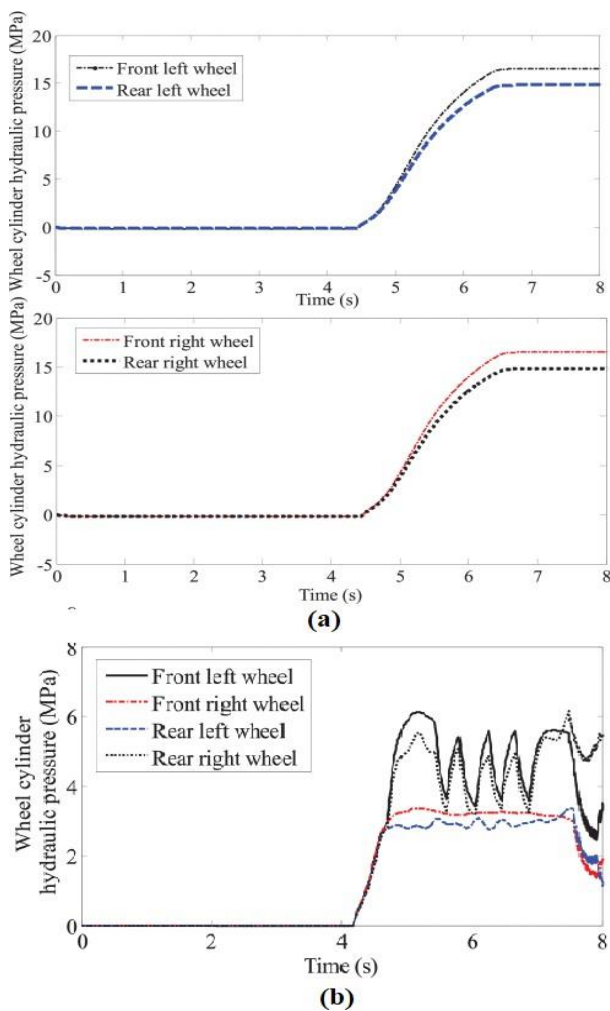 Wheel cylinder hydraulic pressure (MPa)
20
15
10
5
0
-5
Front left wheel
Rear left wheel
0 1 2 3 4 5 6 7 8
Time (s)
Wheel cylinder hydraulic pressure (MPa)
20
15
10
5
0
-5
Front right wheel
Rear right wheel
0 1 2 3 4 5 6 7 8
Time (s)
(a)
Wheel cylinder
hydraulic pressure (MPa)
8
6
4
2
0
Front left wheel
Front right wheel
Rear left wheel
Rear right wheel
0 2 4 6 8
Time (s)
(b)